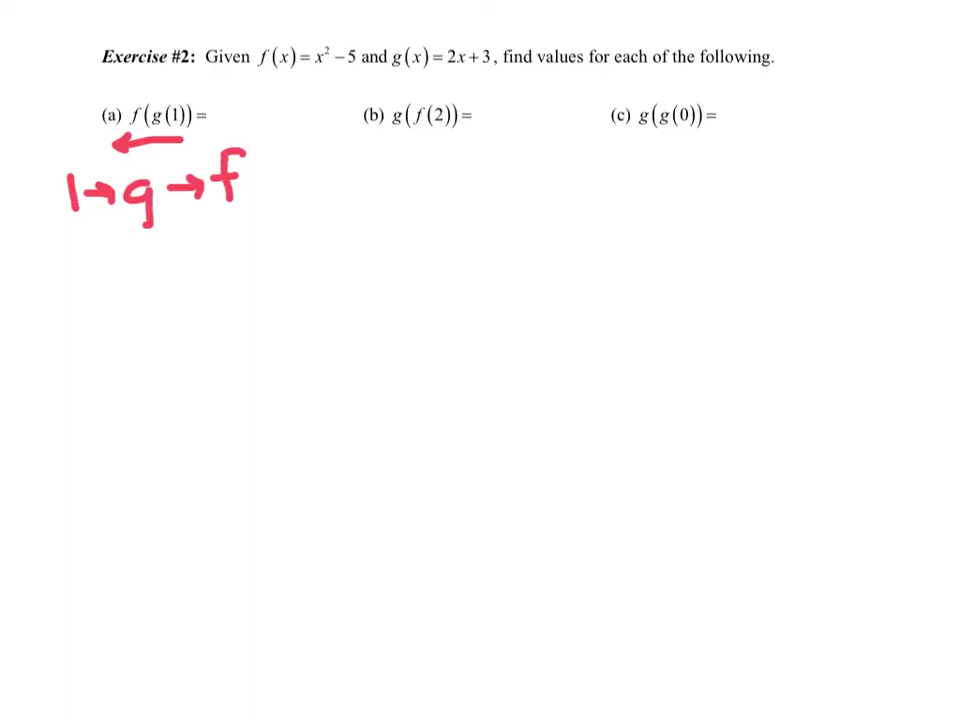 Exercise #2: Given f(x) = x² − 5 and g(x) = 2x + 3, find values for each of the following.
(a) f(g(1)) = (b) g(f(2)) = (c) g(g(0)) =
1 → g → f